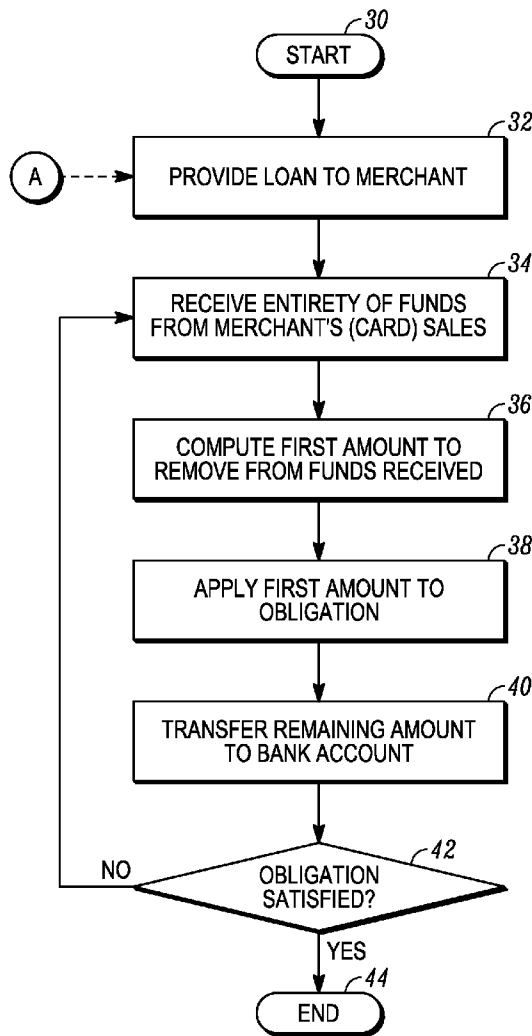 30
START
32
A
PROVIDE LOAN TO MERCHANT
34
RECEIVE ENTIRETY OF FUNDS
FROM MERCHANT'S (CARD) SALES
36
COMPUTE FIRST AMOUNT TO
REMOVE FROM FUNDS RECEIVED
38
APPLY FIRST AMOUNT TO
OBLIGATION
40
TRANSFER REMAINING AMOUNT
TO BANK ACCOUNT
42
NO
OBLIGATION
SATISFIED?
YES
44
END